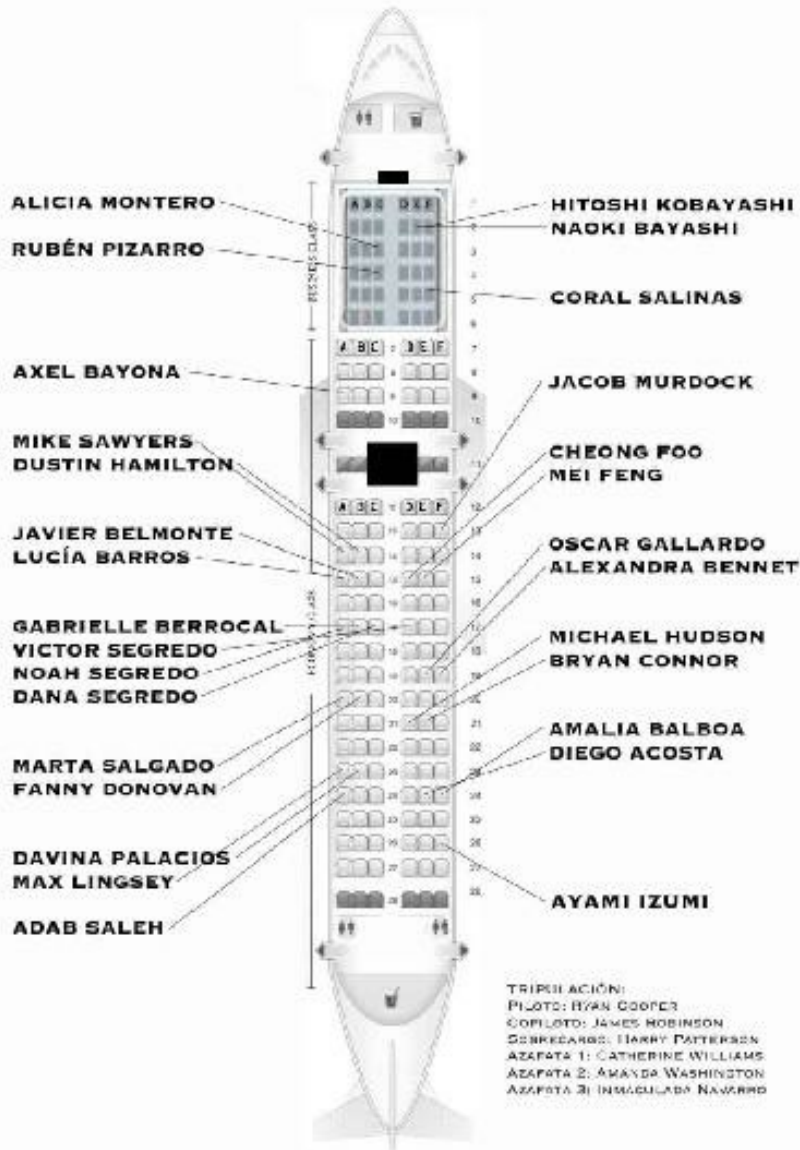 ALICIA MONTERO
RUBÉN PIZARRO
AXEL BAYONA
MIKE SAWYERS
DUSTIN HAMILTON
JAVIER BELMONTE
LUCÍA BARROS
GABRIELLE BERROCAL
VICTOR SEGREDO
NOAH SEGREDO
DANA SEGREDO
MARTA SALGADO
FANNY DONOVAN
DAVINA PALACIOS
MAX LINGSEY
ADAB SALEH
BUSINESS CLASS
A B C D E F
A B C D E F
A B C D E F
HITOSHI KOBAYASHI
NAOKI BAYASHI
CORAL SALINAS
JACOB MURDOCK
CHEONG FOO
MEI FENG
OSCAR GALLARDO
ALEXANDRA BENNET
MICHAEL HUDSON
BRYAN CONNOR
AMALIA BALBOA
DIEGO ACOSTA
AYAMI IZUMI
TRIPULACIÓN:
PILOTO: RYAN COOPER
COPILOTO: JAMES ROBINSON
SOBRECARGO: HARRY PATTERSON
AZAFATA 1: CATHERINE WILLIAMS
AZAFATA 2: AMANDA WASHINGTON
AZAFATA 3: INMACULADA NAVARRO